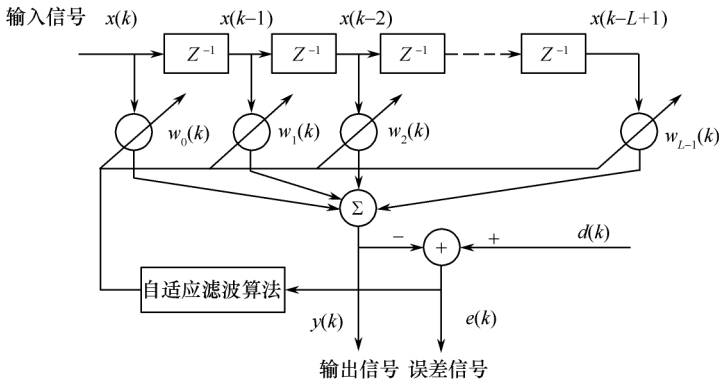 输入信号 x(k) x(k−1) x(k−2) x(k−L+1)
Z⁻¹ Z⁻¹ Z⁻¹ Z⁻¹
w₀(k) w₁(k) w₂(k) w_{L−1}(k)
Σ
− + + d(k)
自适应滤波算法
y(k) e(k)
输出信号 误差信号